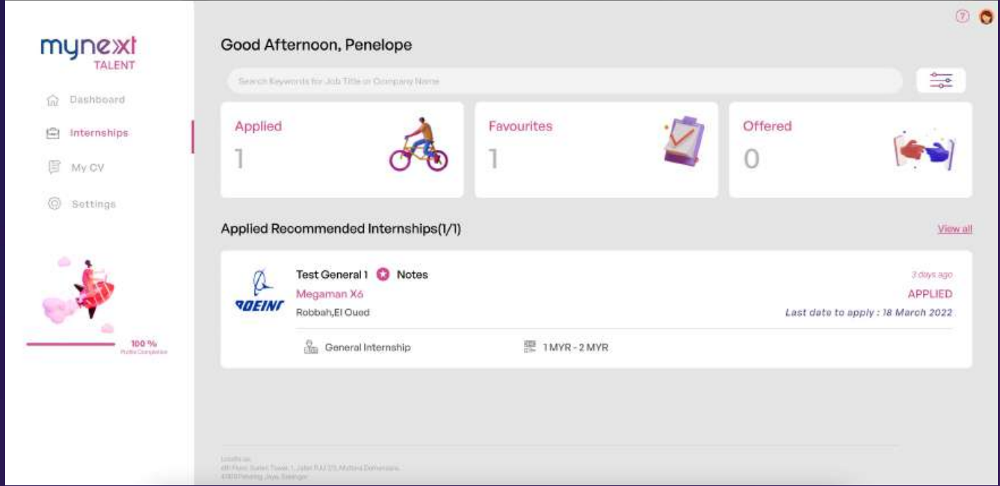 mynext
TALENT
Dashboard
Internships
My CV
Settings
100 %
Profile Completion
?
Good Afternoon, Penelope
Search Keywords for Job Title or Company Name
Applied
1
Favourites
1
Offered
0
Applied Recommended Internships(1/1)
View all
Test General 1 Notes
3 days ago
Megaman X6
APPLIED
Robbah,El Oued
Last date to apply : 18 March 2022
General Internship
1 MYR - 2 MYR
Locate us: